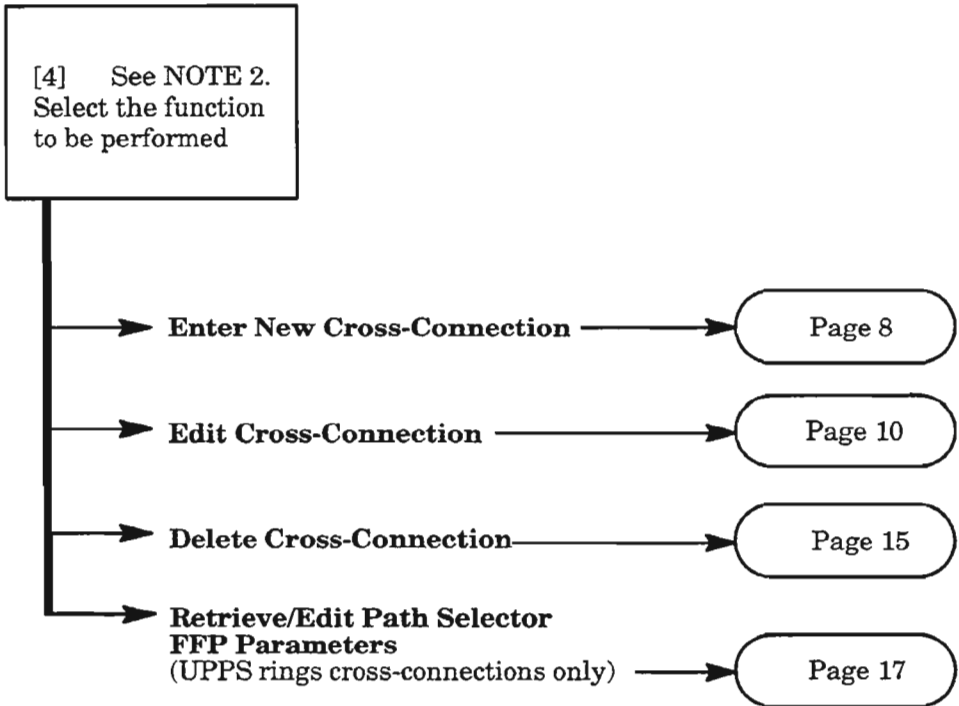 [4] See NOTE 2.
Select the function
to be performed
Enter New Cross-Connection
Page 8
Edit Cross-Connection
Page 10
Delete Cross-Connection
Page 15
Retrieve/Edit Path Selector
FFP Parameters
(UPPS rings cross-connections only)
Page 17